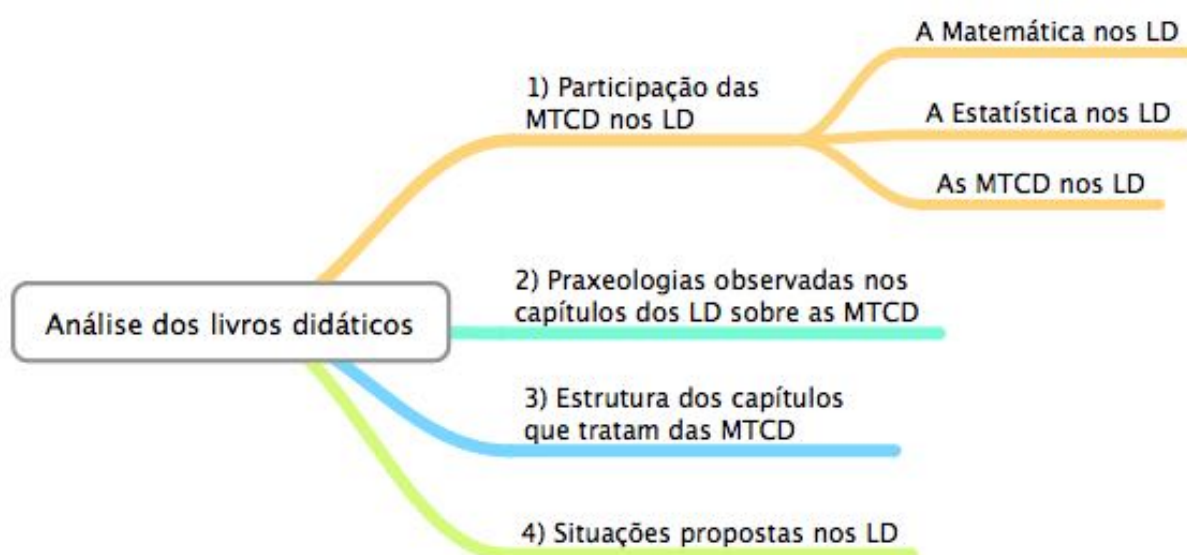 A Matemática nos LD
1) Participação das
MTCD nos LD
A Estatística nos LD
As MTCD nos LD
2) Praxeologias observadas nos
capítulos dos LD sobre as MTCD
Análise dos livros didáticos
3) Estrutura dos capítulos
que tratam das MTCD
4) Situações propostas nos LD